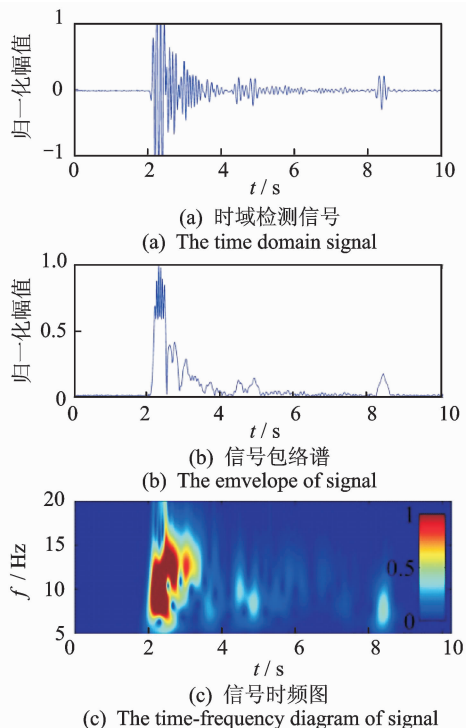 1
0
−1
归一化幅值
0 2 4 6 8 10
t / s
(a) 时域检测信号
(a) The time domain signal
1.0
0.5
0
归一化幅值
0 2 4 6 8 10
t / s
(b) 信号包络谱
(b) The emvelope of signal
20
15
10
5
f / Hz
1
0.5
0
0 2 4 6 8 10
t / s
(c) 信号时频图
(c) The time-frequency diagram of signal